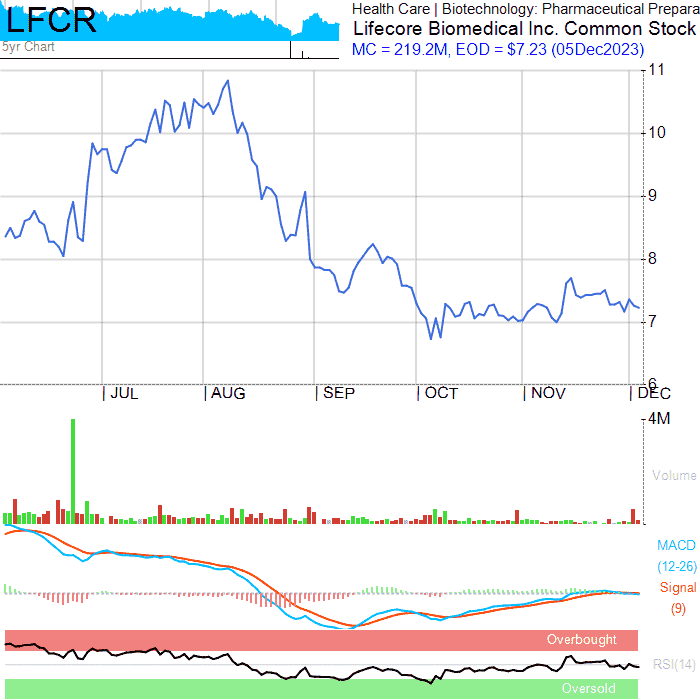 LFCR
5yr Chart
Health Care | Biotechnology: Pharmaceutical Prepara
Lifecore Biomedical Inc. Common Stock
MC = 219.2M, EOD = $7.23 (05Dec2023)
11
10
9
8
7
6
| JUL | AUG | SEP | OCT | NOV | DEC
4M
Volume
MACD
(12-26)
Signal
(9)
Overbought
RSI(14)
Oversold